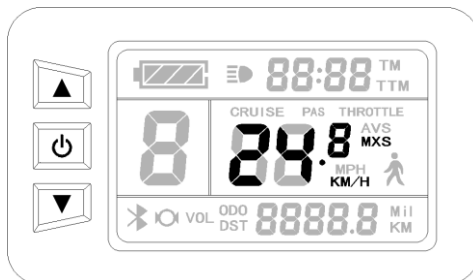 88:88 TM
TTM
8
CRUISE PAS THROTTLE
24.8 AVS
MXS
MPH
KM/H
VOL ODO
DST 8888.8 Mil
KM